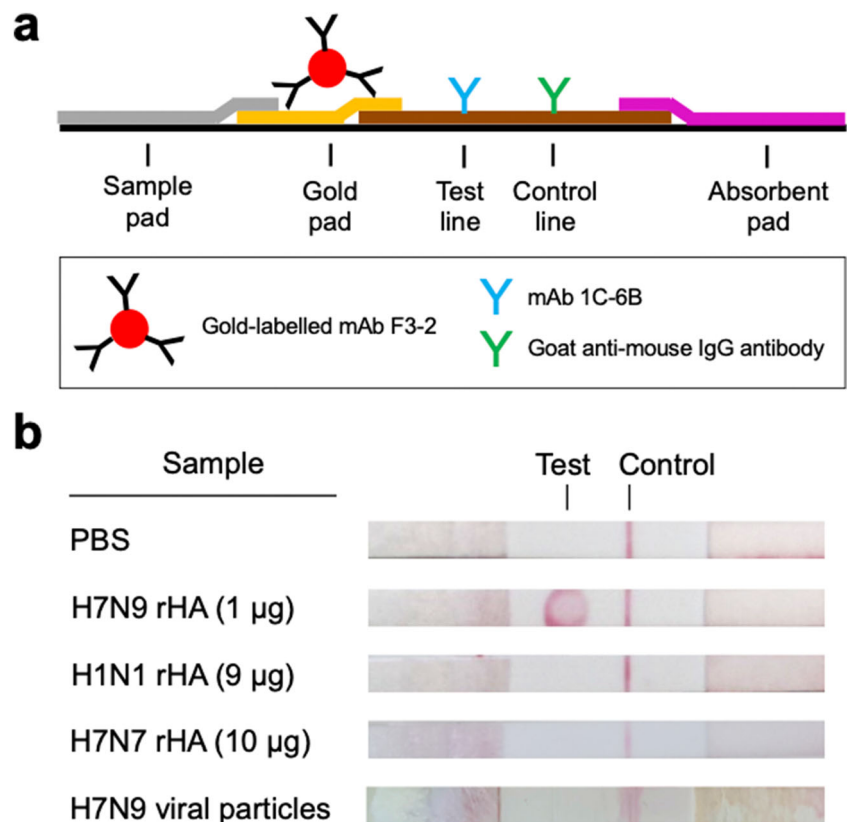 a
Sample
pad
Gold
pad
Test
line
Control
line
Absorbent
pad
Gold-labelled mAb F3-2
mAb 1C-6B
Goat anti-mouse IgG antibody
b
Sample
Test Control
PBS
H7N9 rHA (1 µg)
H1N1 rHA (9 µg)
H7N7 rHA (10 µg)
H7N9 viral particles